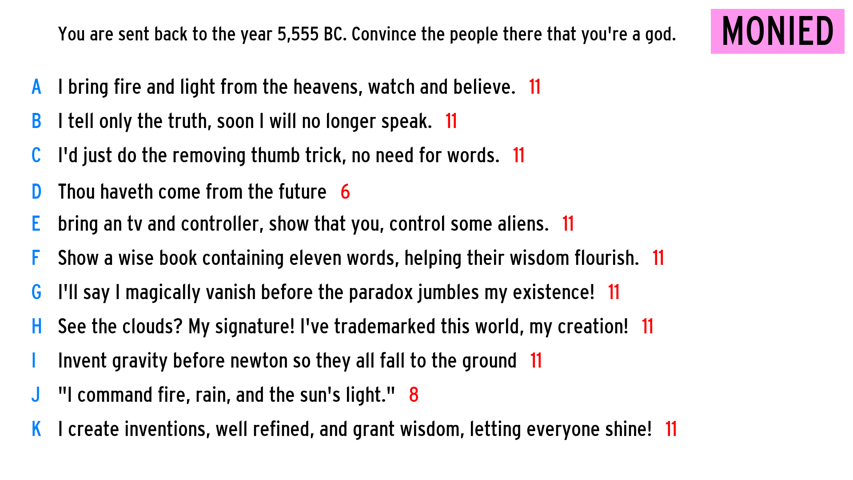 You are sent back to the year 5,555 BC. Convince the people there that you're a god.
MONIED
A I bring fire and light from the heavens, watch and believe. 11
B I tell only the truth, soon I will no longer speak. 11
C I'd just do the removing thumb trick, no need for words. 11
D Thou haveth come from the future 6
E bring an tv and controller, show that you, control some aliens. 11
F Show a wise book containing eleven words, helping their wisdom flourish. 11
G I'll say I magically vanish before the paradox jumbles my existence! 11
H See the clouds? My signature! I've trademarked this world, my creation! 11
I Invent gravity before newton so they all fall to the ground 11
J "I command fire, rain, and the sun's light." 8
K I create inventions, well refined, and grant wisdom, letting everyone shine! 11